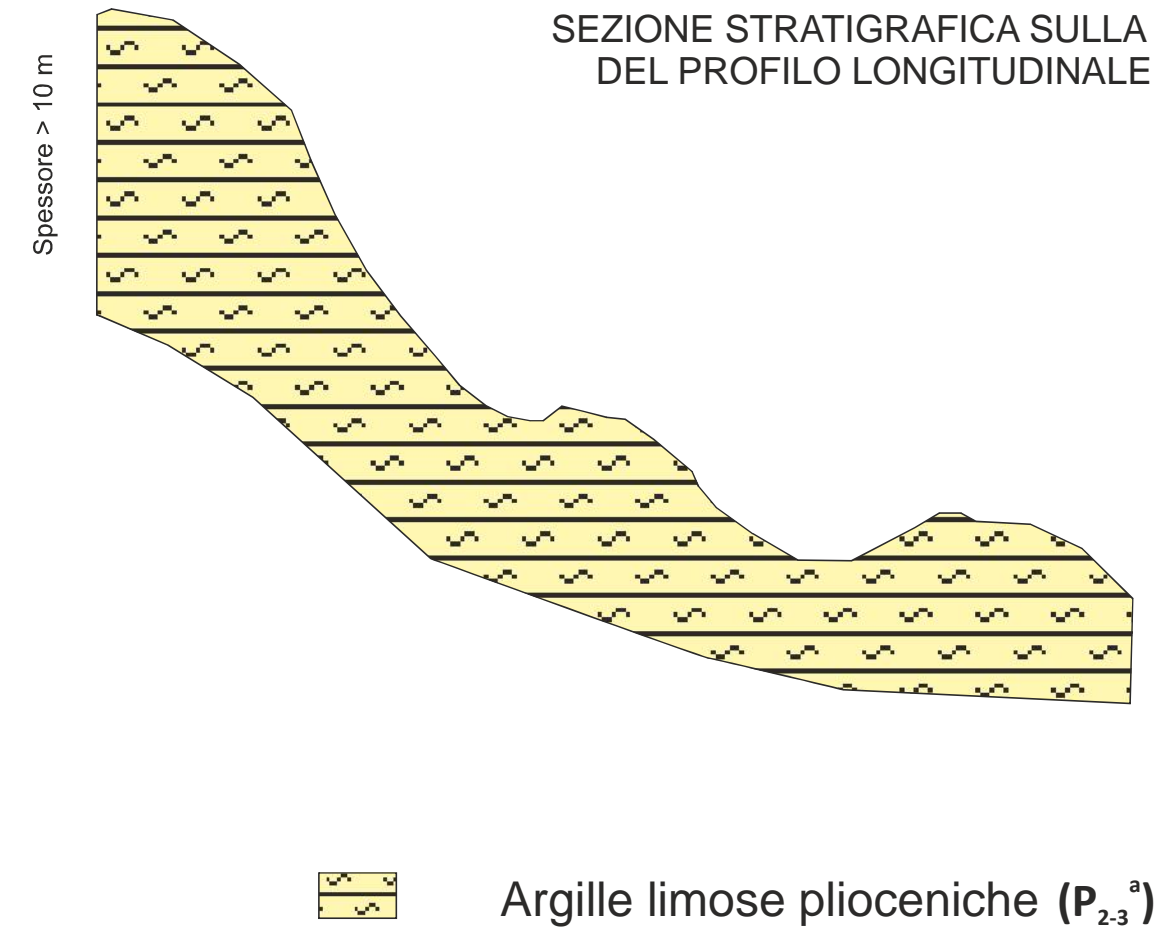 SEZIONE STRATIGRAFICA SULLA
DEL PROFILO LONGITUDINALE
Spessore > 10 m
Argille limose plioceniche (P₂₋₃ᵃ)